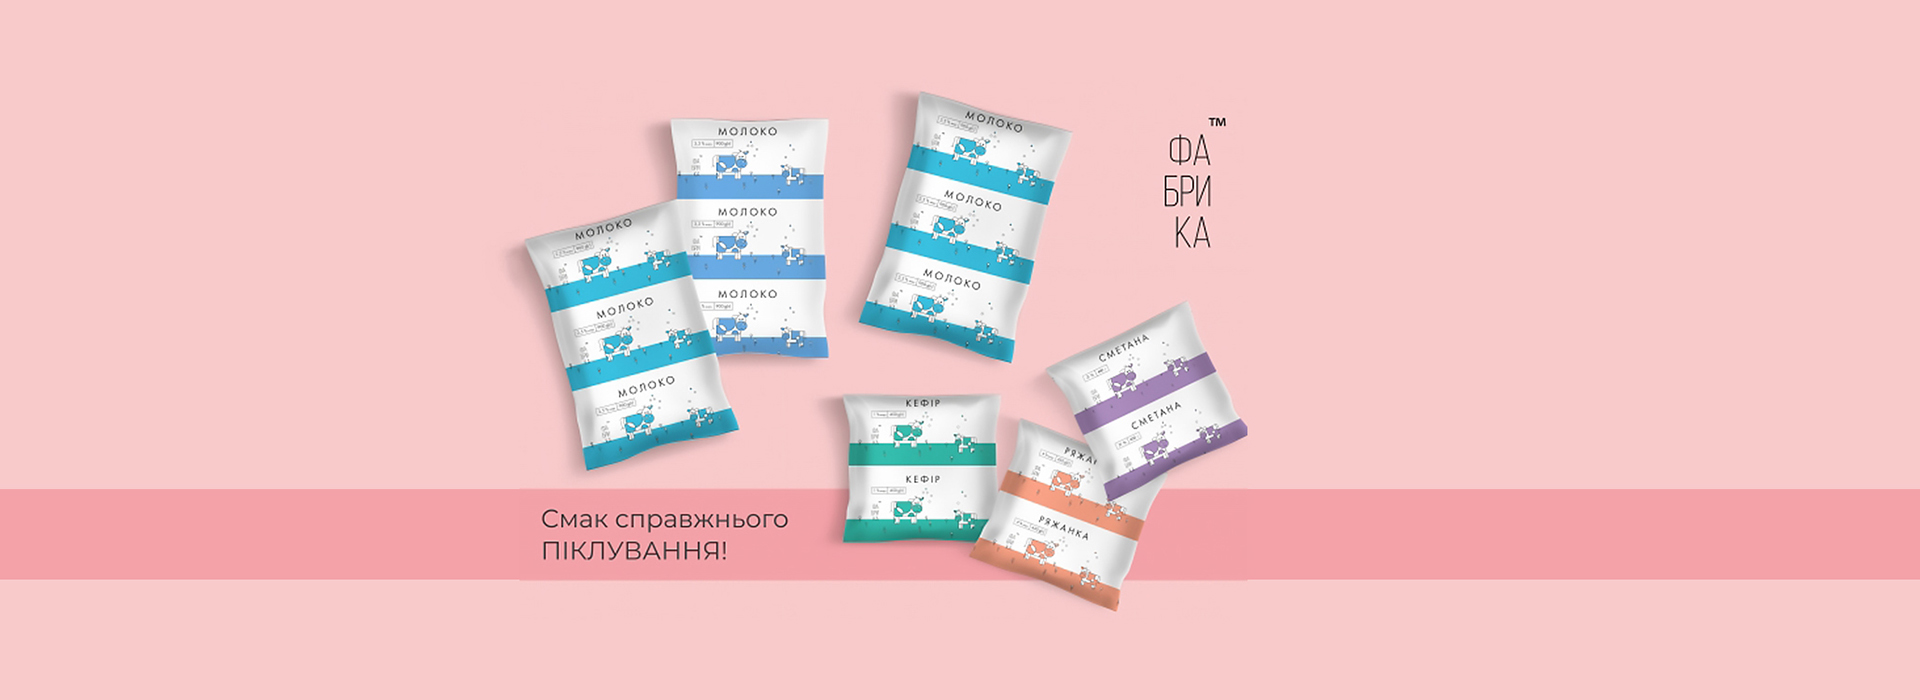 МОЛОКО
МОЛОКО
МОЛОКО
МОЛОКО
МОЛОКО
МОЛОКО
МОЛОКО
МОЛОКО
МОЛОКО
TM
ФА
БРИ
КА
СМЕТАНА
СМЕТАНА
КЕФІР
КЕФІР
РЯЖАНКА
Смак справжнього
ПІКЛУВАННЯ!